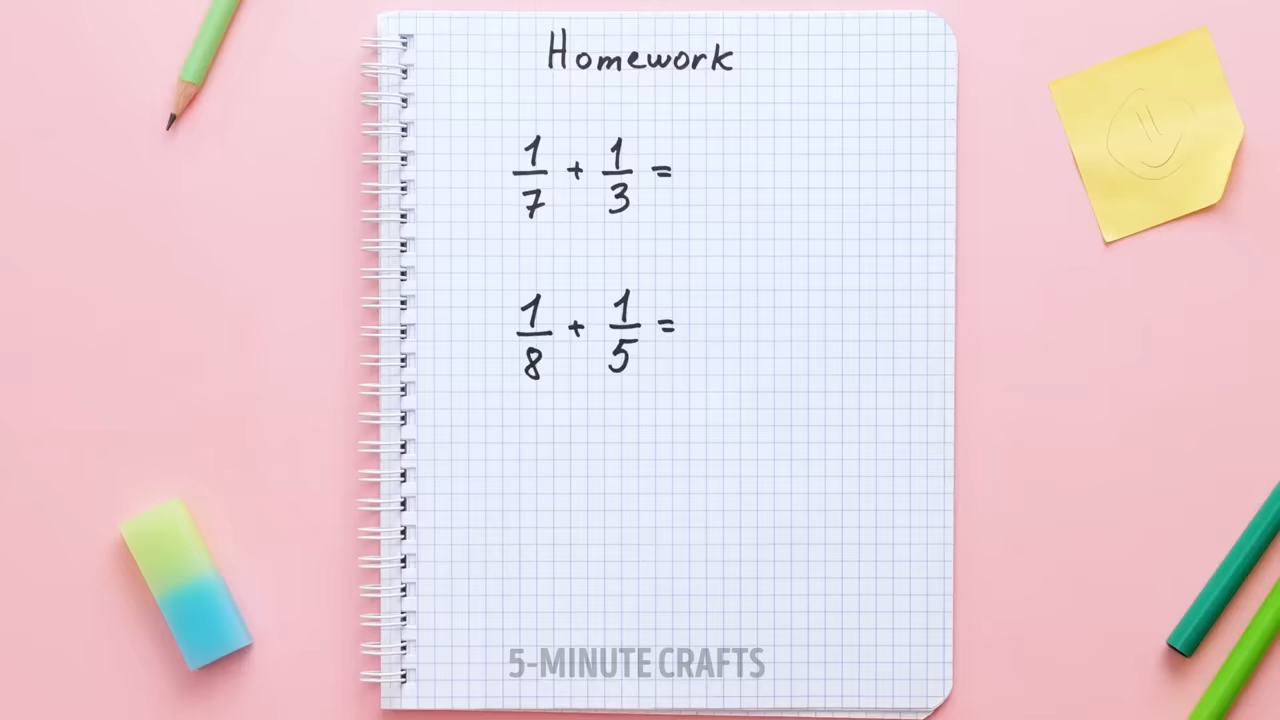 Homework
1/7 + 1/3 =
1/8 + 1/5 =
5-MINUTE CRAFTS